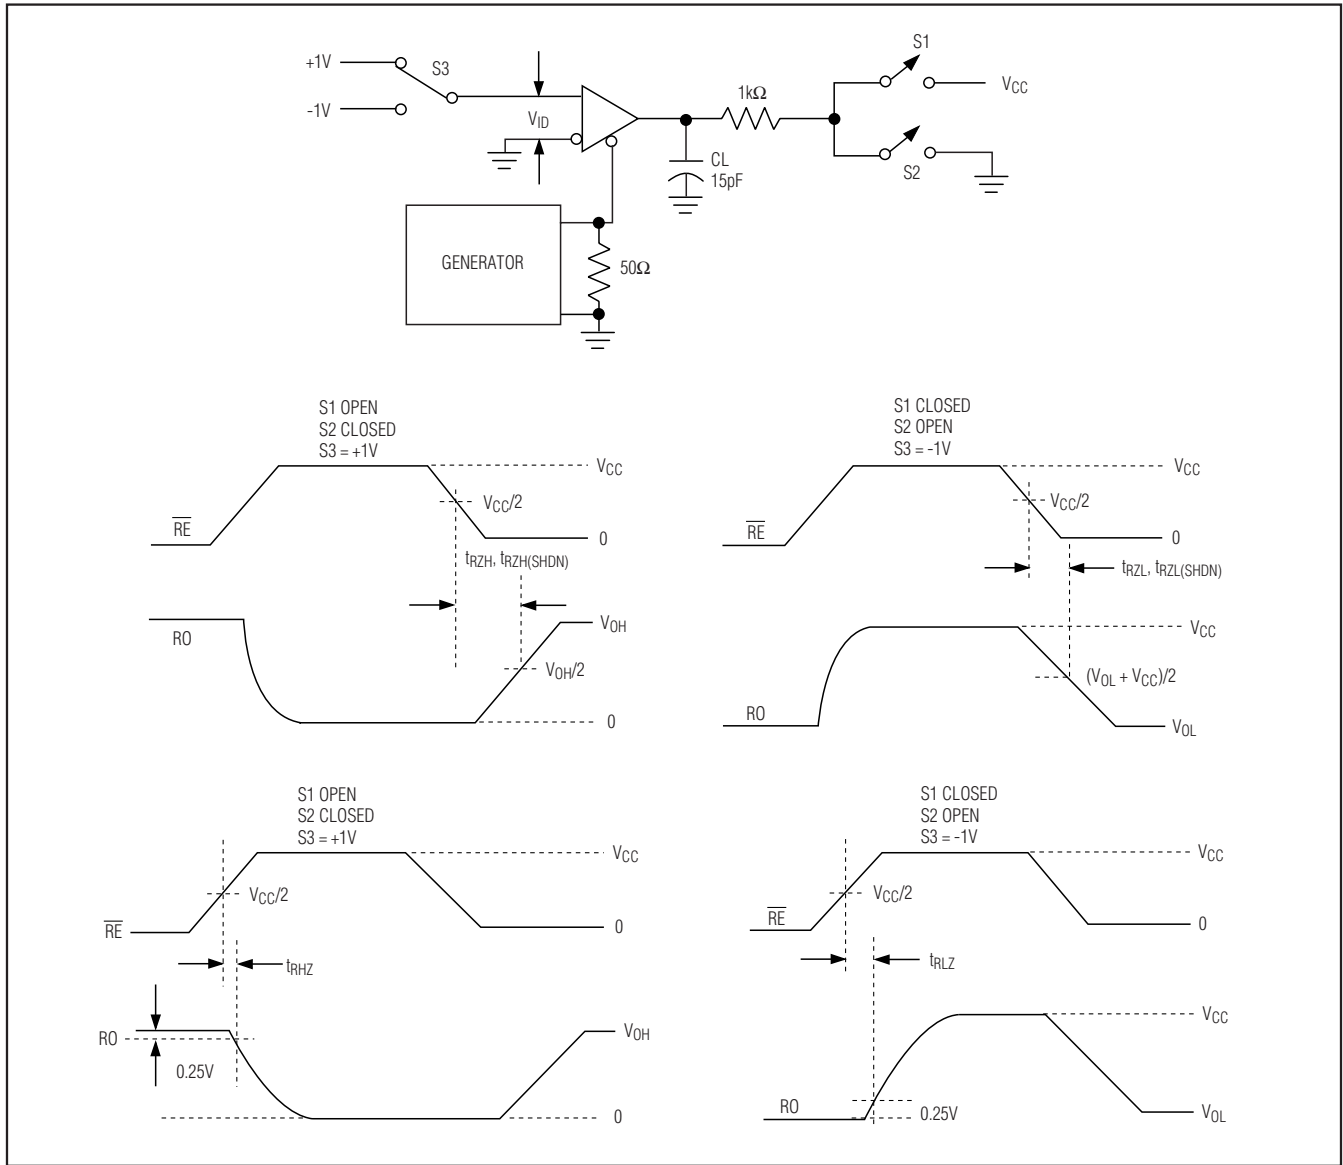 +1V
S3
-1V
V_ID
1kΩ
S1
V_CC
S2
CL
15pF
GENERATOR
50Ω
S1 OPEN
S2 CLOSED
S3 = +1V
V_CC
V_CC/2
R̅E̅
0
t_RZH, t_RZH(SHDN)
RO
V_OH
V_OH/2
0
S1 CLOSED
S2 OPEN
S3 = -1V
V_CC
V_CC/2
R̅E̅
0
t_RZL, t_RZL(SHDN)
V_CC
(V_OL + V_CC)/2
RO
V_OL
S1 OPEN
S2 CLOSED
S3 = +1V
V_CC
V_CC/2
R̅E̅
0
t_RHZ
RO
V_OH
0.25V
0
S1 CLOSED
S2 OPEN
S3 = -1V
V_CC
V_CC/2
R̅E̅
0
t_RLZ
V_CC
RO
0.25V
V_OL